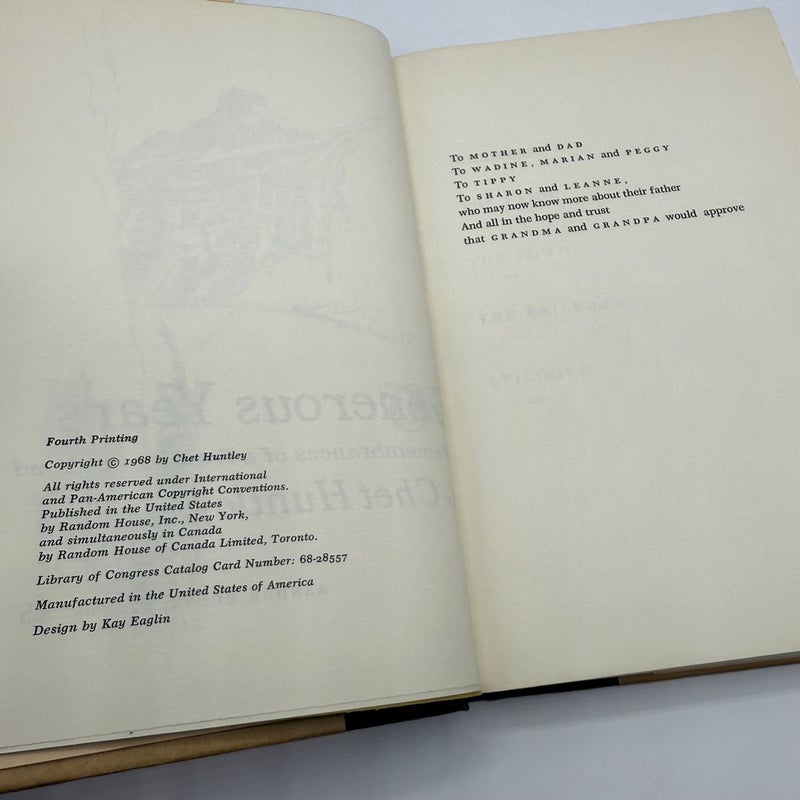 Fourth Printing
Copyright © 1968 by Chet Huntley
All rights reserved under International
and Pan-American Copyright Conventions.
Published in the United States
by Random House, Inc., New York,
and simultaneously in Canada
by Random House of Canada Limited, Toronto.
Library of Congress Catalog Card Number: 68-28557
Manufactured in the United States of America
Design by Kay Eaglin
To MOTHER and DAD
To WADINE, MARIAN and PEGGY
To TIPPY
To SHARON and LEANNE,
who may now know more about their father
And all in the hope and trust
that GRANDMA and GRANDPA would approve